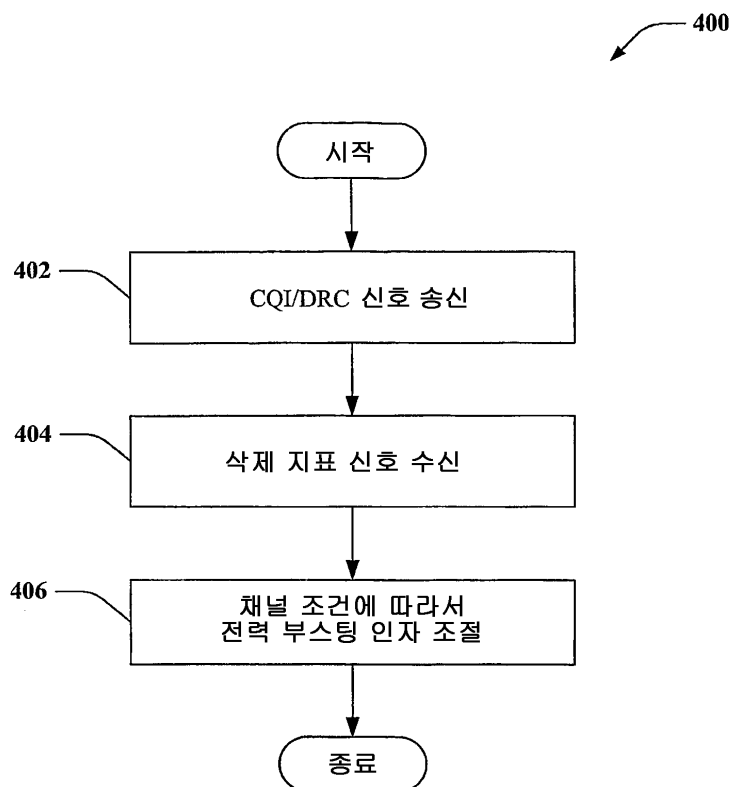 400
시작
402
CQI/DRC 신호 송신
404
삭제 지표 신호 수신
406
채널 조건에 따라서
전력 부스팅 인자 조절
종료